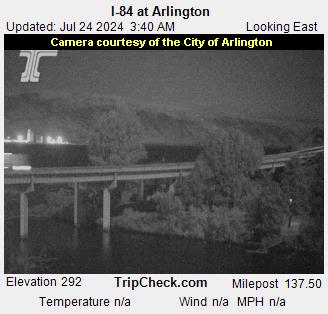 I-84 at Arlington
Updated: Jul 24 2024 3:40 AM Looking East
Camera courtesy of the City of Arlington
Elevation 292 TripCheck.com Milepost 137.50
Temperature n/a Wind n/a MPH n/a